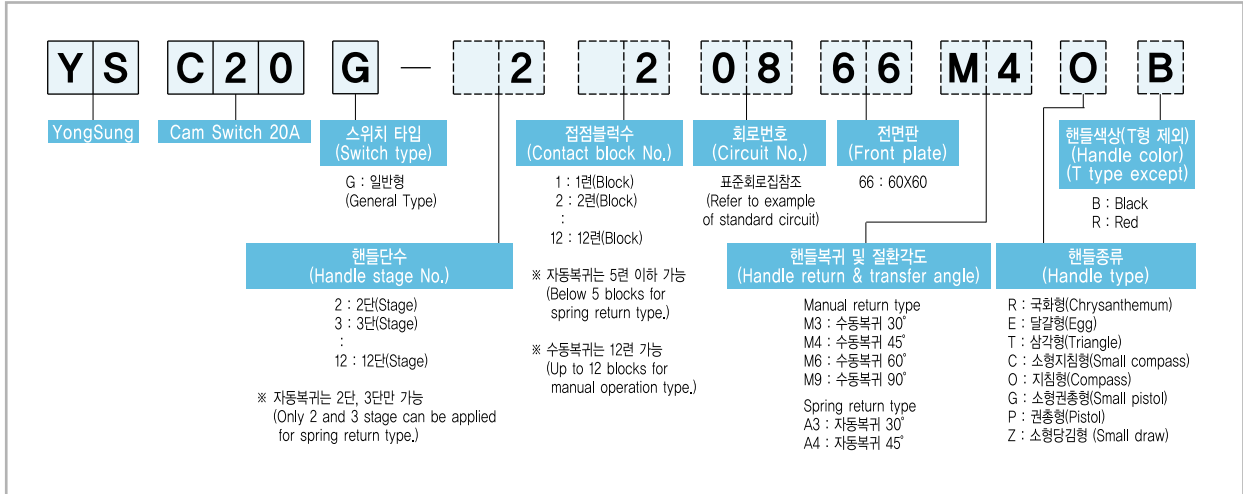 YS C20 G — 2 2 08 66 M4 O B
YongSung
Cam Switch 20A
스위치 타입
(Switch type)
G : 일반형
(General Type)
접점블럭수
(Contact block No.)
1 : 1련(Block)
2 : 2련(Block)
:
12 : 12련(Block)
※ 자동복귀는 5련 이하 가능
(Below 5 blocks for
spring return type.)
※ 수동복귀는 12련 가능
(Up to 12 blocks for
manual operation type.)
회로번호
(Circuit No.)
표준회로집참조
(Refer to example
of standard circuit)
전면판
(Front plate)
66 : 60X60
핸들색상(T형 제외)
(Handle color)
(T type except)
B : Black
R : Red
핸들단수
(Handle stage No.)
2 : 2단(Stage)
3 : 3단(Stage)
:
12 : 12단(Stage)
※ 자동복귀는 2단, 3단만 가능
(Only 2 and 3 stage can be applied
for spring return type.)
핸들복귀 및 절환각도
(Handle return & transfer angle)
Manual return type
M3 : 수동복귀 30°
M4 : 수동복귀 45°
M6 : 수동복귀 60°
M9 : 수동복귀 90°
Spring return type
A3 : 자동복귀 30°
A4 : 자동복귀 45°
핸들종류
(Handle type)
R : 국화형(Chrysanthemum)
E : 달걀형(Egg)
T : 삼각형(Triangle)
C : 소형지침형(Small compass)
O : 지침형(Compass)
G : 소형권총형(Small pistol)
P : 권총형(Pistol)
Z : 소형당김형 (Small draw)